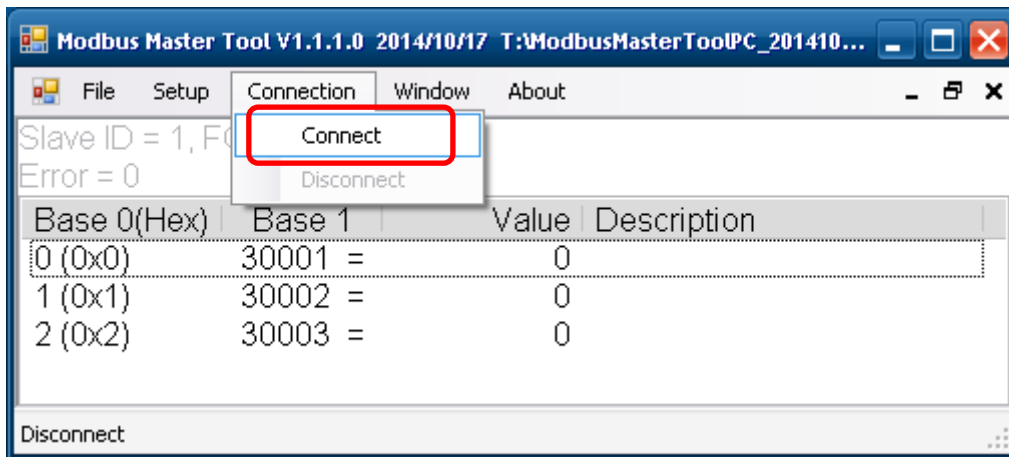 Modbus Master Tool V1.1.1.0 2014/10/17 T:\ModbusMasterToolPC_201410...
File Setup Connection Window About
Connect
Disconnect
Slave ID = 1,
Error = 0
Base 0(Hex) Base 1 Value Description
0 (0x0) 30001 = 0
1 (0x1) 30002 = 0
2 (0x2) 30003 = 0
Disconnect